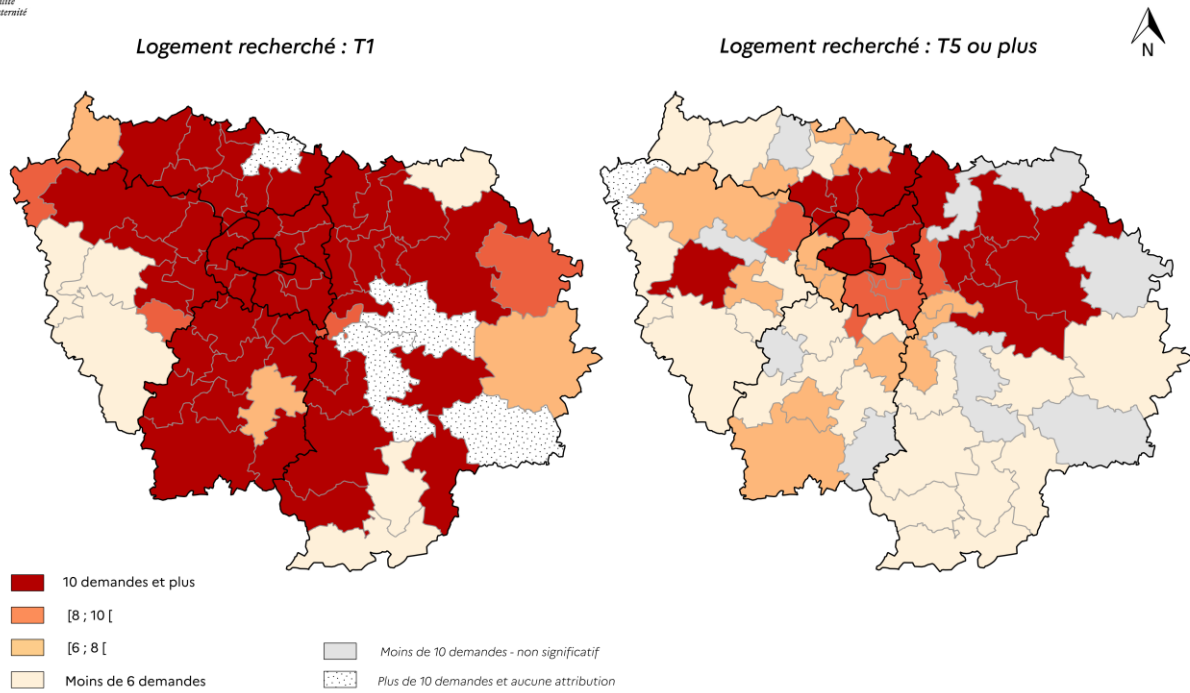 Logement recherché : T1
Logement recherché : T5 ou plus
N
10 demandes et plus
[8 ; 10 [
[6 ; 8 [
Moins de 6 demandes
Moins de 10 demandes - non significatif
Plus de 10 demandes et aucune attribution